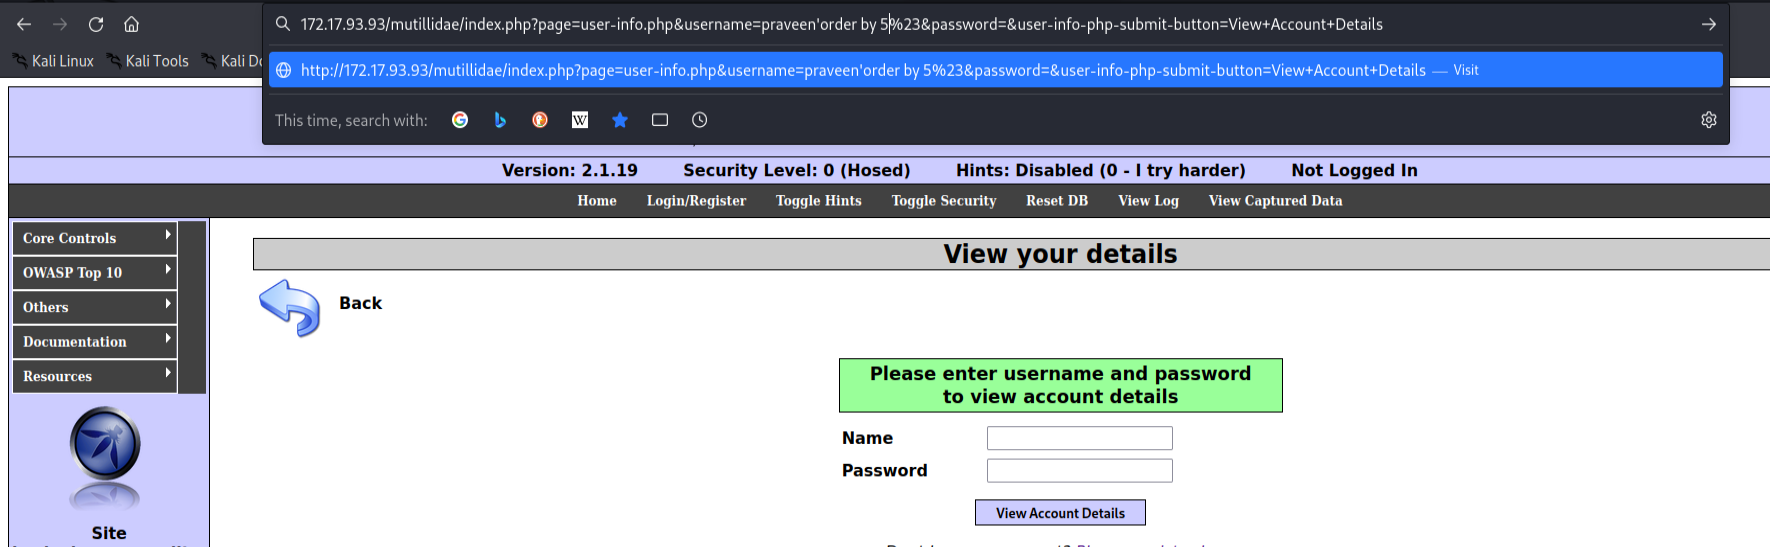 172.17.93.93/mutillidae/index.php?page=user-info.php&username=praveen'order by 5%23&password=&user-info-php-submit-button=View+Account+Details
Kali Linux Kali Tools Kali Do
http://172.17.93.93/mutillidae/index.php?page=user-info.php&username=praveen'order by 5%23&password=&user-info-php-submit-button=View+Account+Details — Visit
This time, search with:
Version: 2.1.19 Security Level: 0 (Hosed) Hints: Disabled (0 - I try harder) Not Logged In
Home Login/Register Toggle Hints Toggle Security Reset DB View Log View Captured Data
Core Controls
OWASP Top 10
Others
Documentation
Resources
Site
View your details
Back
Please enter username and password
to view account details
Name
Password
View Account Details